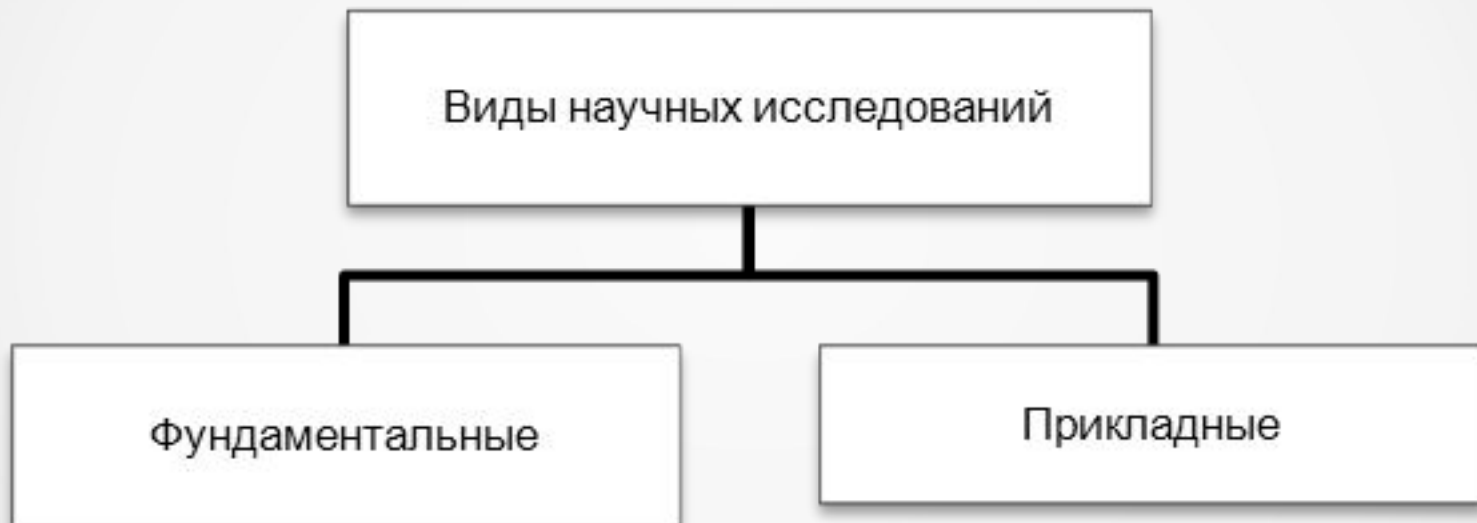 Виды научных исследований
Фундаментальные
Прикладные